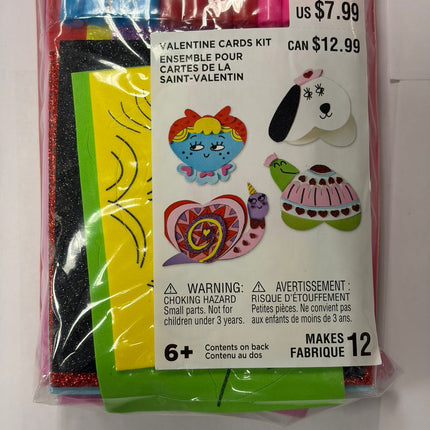 US $7.99
VALENTINE CARDS KIT
CAN $12.99
ENSEMBLE POUR
CARTES DE LA
SAINT-VALENTIN
⚠ WARNING:
CHOKING HAZARD
Small parts. Not for
children under 3 years.
⚠ AVERTISSEMENT :
RISQUE D'ÉTOUFFEMENT
Petites pièces. Ne convient pas
aux enfants de moins de 3 ans.
6+
Contents on back
Contenu au dos
MAKES
FABRIQUE 12